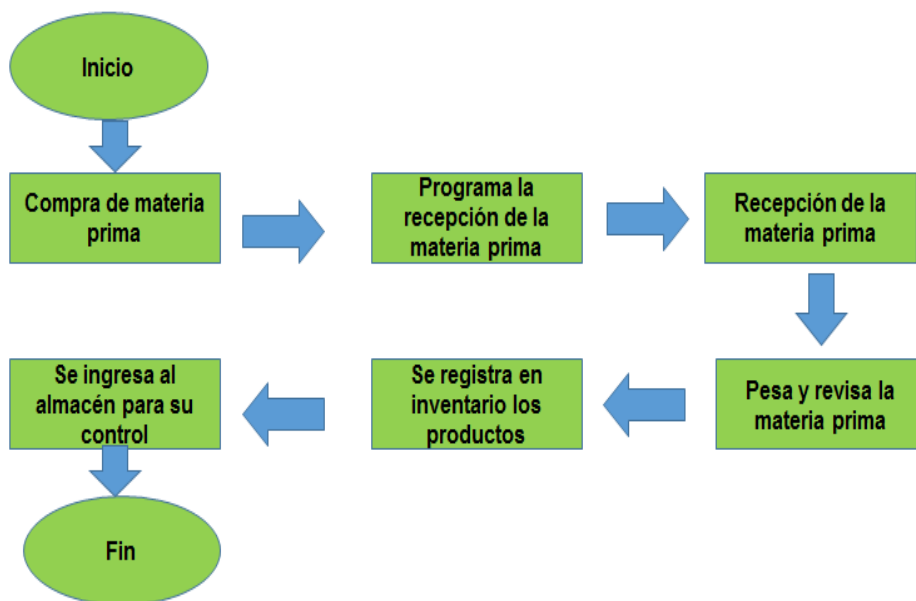 Inicio
Compra de materia
prima
Programa la
recepción de la
materia prima
Recepción de la
materia prima
Pesa y revisa la
materia prima
Se registra en
inventario los
productos
Se ingresa al
almacén para su
control
Fin